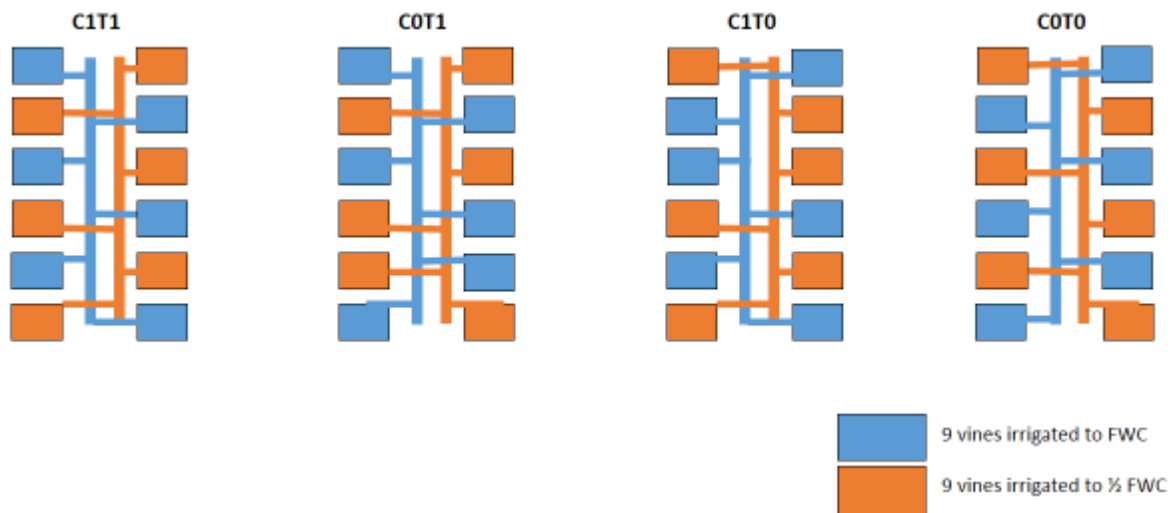 C1T1
C0T1
C1T0
C0T0
9 vines irrigated to FWC
9 vines irrigated to ½ FWC